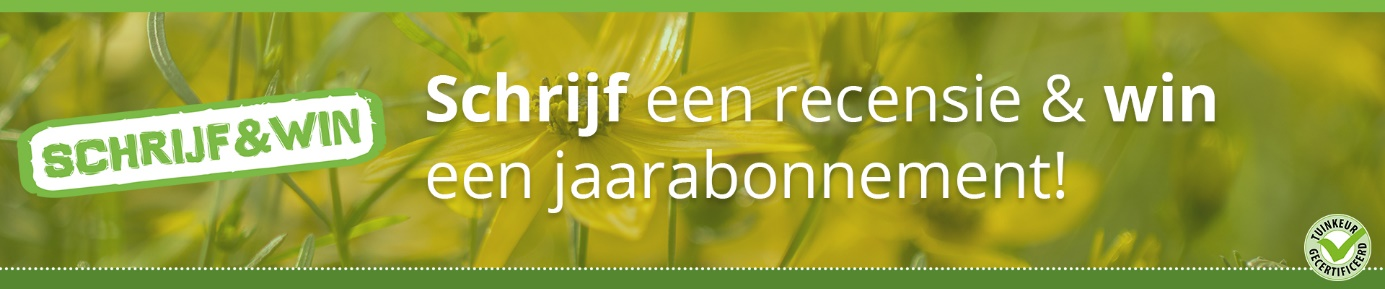 SCHRIJF&WIN
Schrijf een recensie & win
een jaarabonnement!
TUINKEUR
GECERTIFICEERD